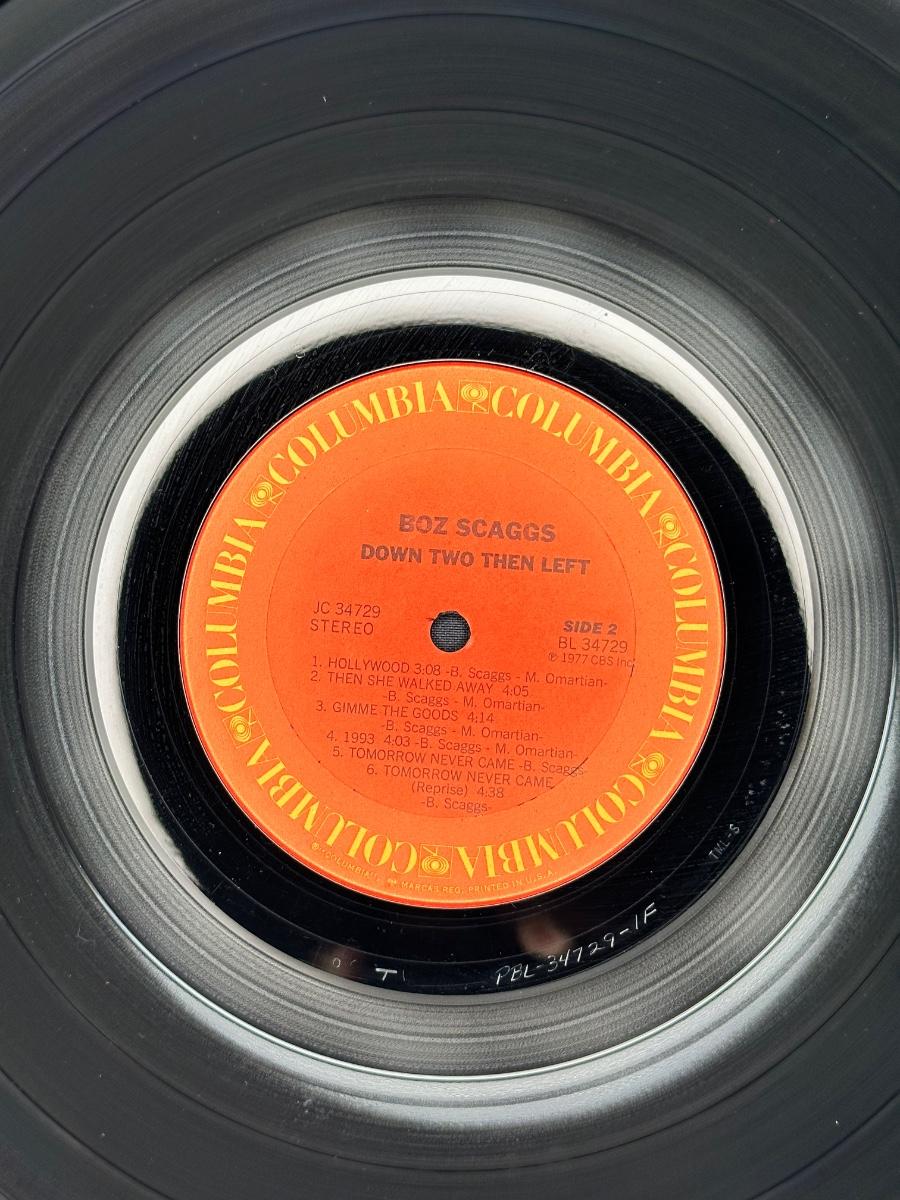 COLUMBIA COLUMBIA COLUMBIA COLUMBIA COLUMBIA COLUMBIA
BOZ SCAGGS
DOWN TWO THEN LEFT
JC 34729
STEREO
SIDE 2
BL 34729
℗ 1977 CBS Inc.
1. HOLLYWOOD 3:08 -B. Scaggs - M. Omartian-
2. THEN SHE WALKED AWAY 4:05
-B. Scaggs - M. Omartian-
3. GIMME THE GOODS 4:14
-B. Scaggs - M. Omartian-
4. 1993 4:03 -B. Scaggs - M. Omartian-
5. TOMORROW NEVER CAME -B. Scaggs-
6. TOMORROW NEVER CAME
(Reprise) 4:38
-B. Scaggs-
"COLUMBIA", MARCAS REG. PRINTED IN U.S.A.
TML-S
PBL-34729-1F
T1